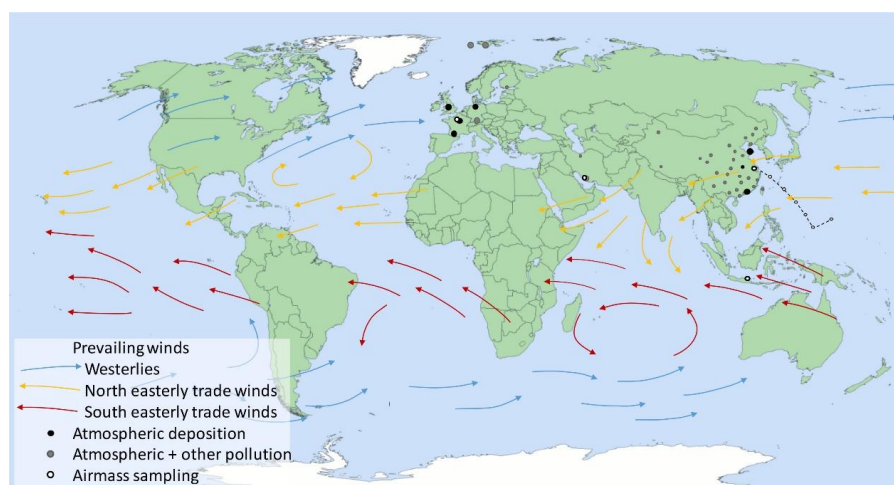 Prevailing winds
Westerlies
North easterly trade winds
South easterly trade winds
Atmospheric deposition
Atmospheric + other pollution
Airmass sampling